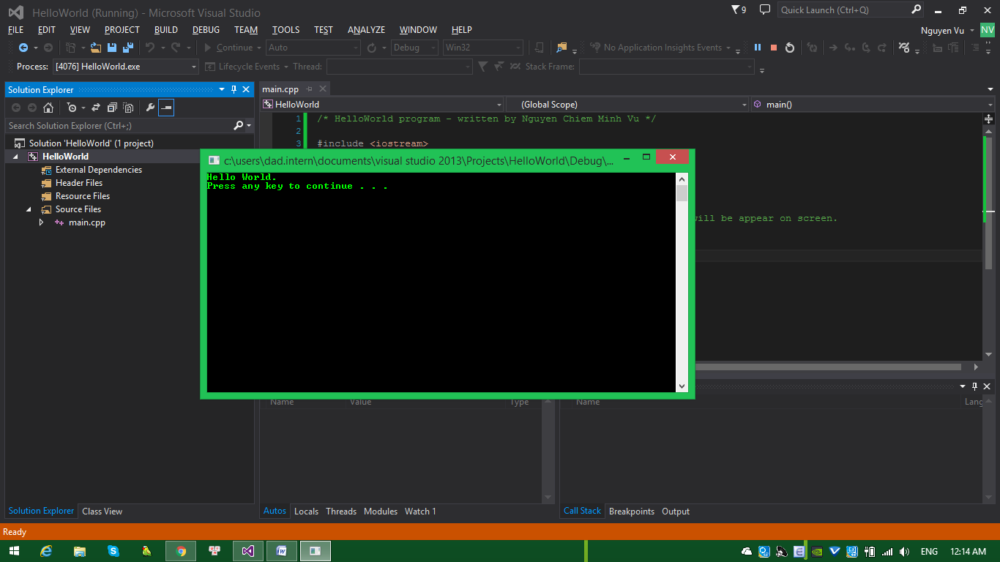 HelloWorld (Running) - Microsoft Visual Studio
9
Quick Launch (Ctrl+Q)
FILE EDIT VIEW PROJECT BUILD DEBUG TEAM TOOLS TEST ANALYZE WINDOW HELP
Nguyen Vu NV
Continue Auto Debug Win32 No Application Insights Events
Process: [4076] HelloWorld.exe Lifecycle Events Thread: Stack Frame:
Solution Explorer
Search Solution Explorer (Ctrl+;)
Solution 'HelloWorld' (1 project)
HelloWorld
External Dependencies
Header Files
Resource Files
Source Files
main.cpp
main.cpp
HelloWorld (Global Scope) main()
1 /* HelloWorld program - written by Nguyen Chiem Minh Vu */
2
3 #include <iostream>
will be appear on screen.
c:\users\dad.intern\documents\visual studio 2013\Projects\HelloWorld\Debug\...
Hello World.
Press any key to continue . . .
Name Value Type
Name Lang
Solution Explorer Class View
Autos Locals Threads Modules Watch 1
Call Stack Breakpoints Output
Ready
ENG 12:14 AM